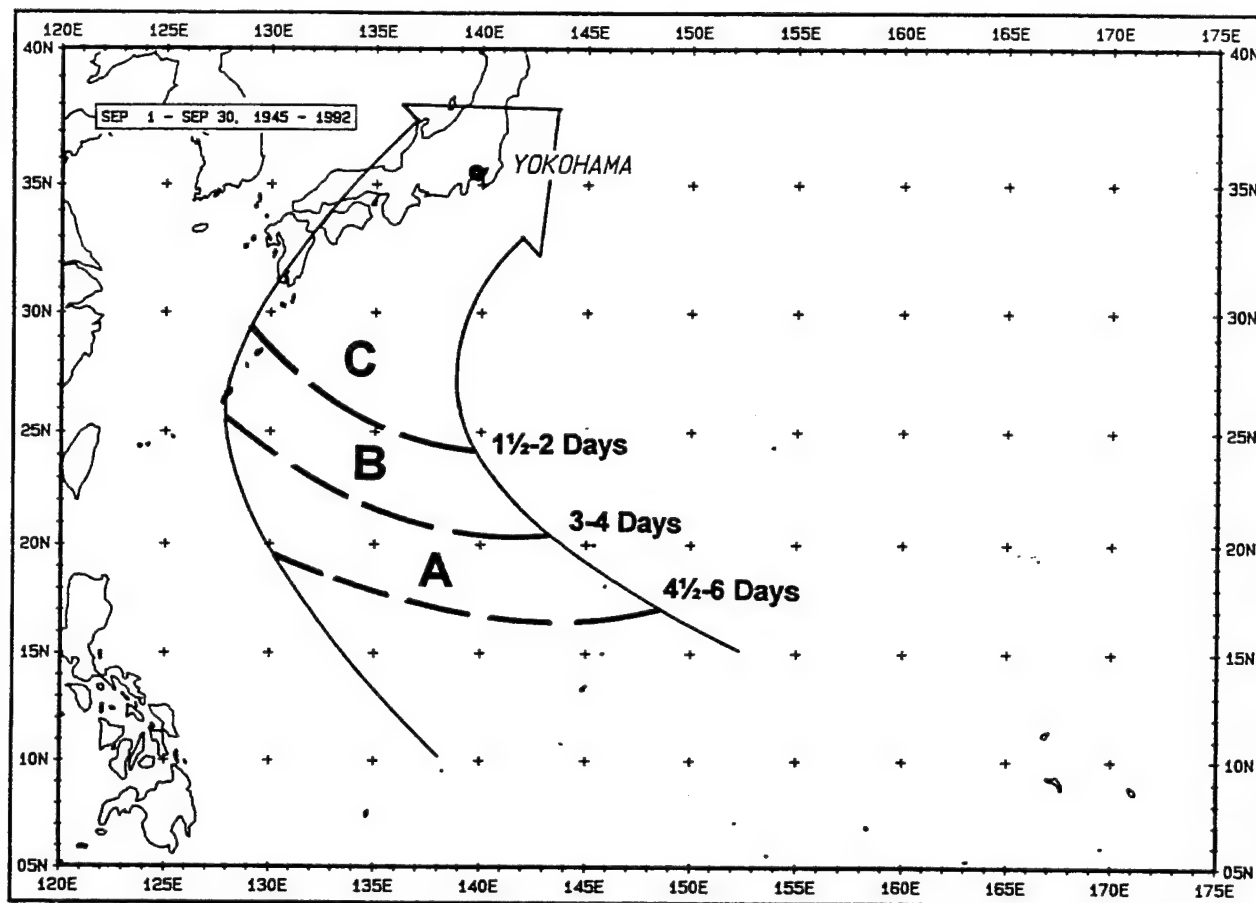 120E 125E 130E 135E 140E 145E 150E 155E 160E 165E 170E 175E
40N 40N
SEP 1 - SEP 30, 1945 - 1992
YOKOHAMA
35N 35N
30N 30N
C
25N 1½-2 Days 25N
B
3-4 Days
20N 20N
A
4½-6 Days
15N 15N
10N 10N
05N 05N
120E 125E 130E 135E 140E 145E 150E 155E 160E 165E 170E 175E